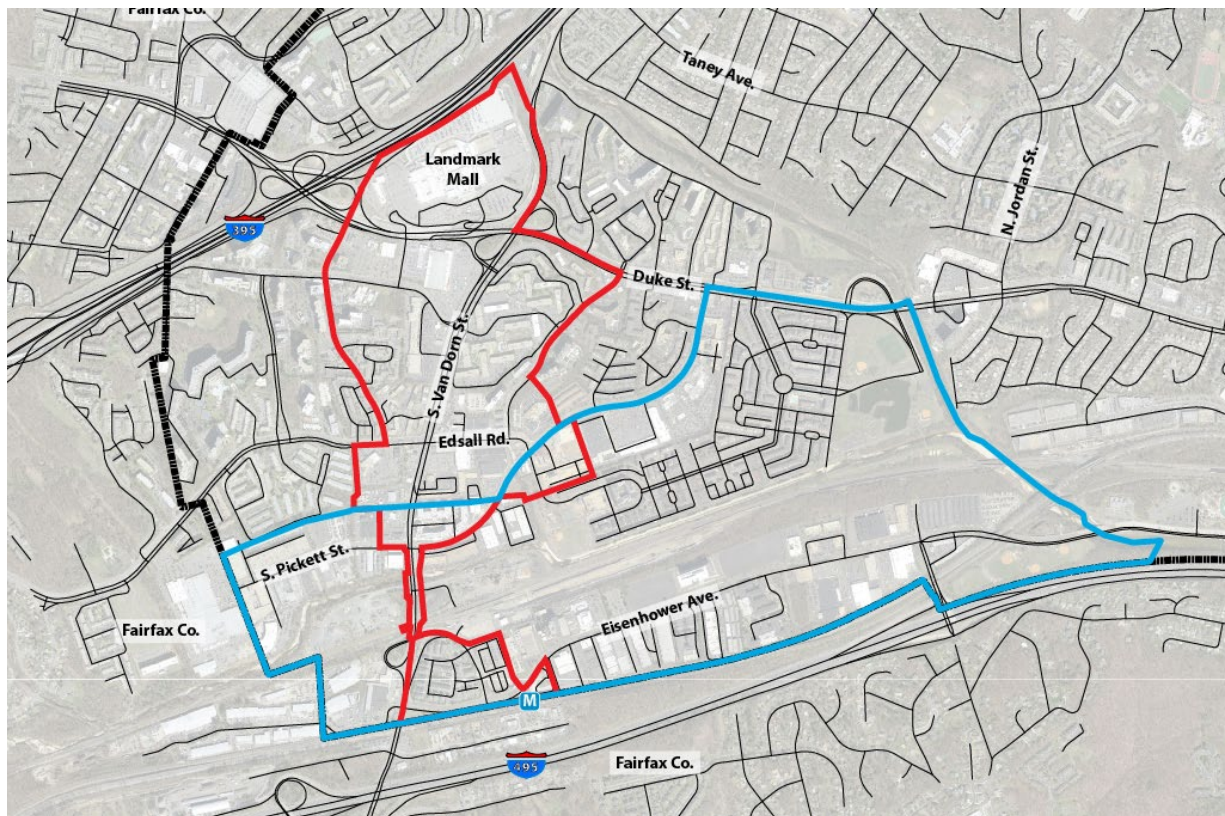 Fairfax Co.
Taney Ave.
Landmark
Mall
N. Jordan St.
395
Duke St.
S. Van Dorn St.
Edsall Rd.
S. Pickett St.
Eisenhower Ave.
Fairfax Co.
M
495
Fairfax Co.